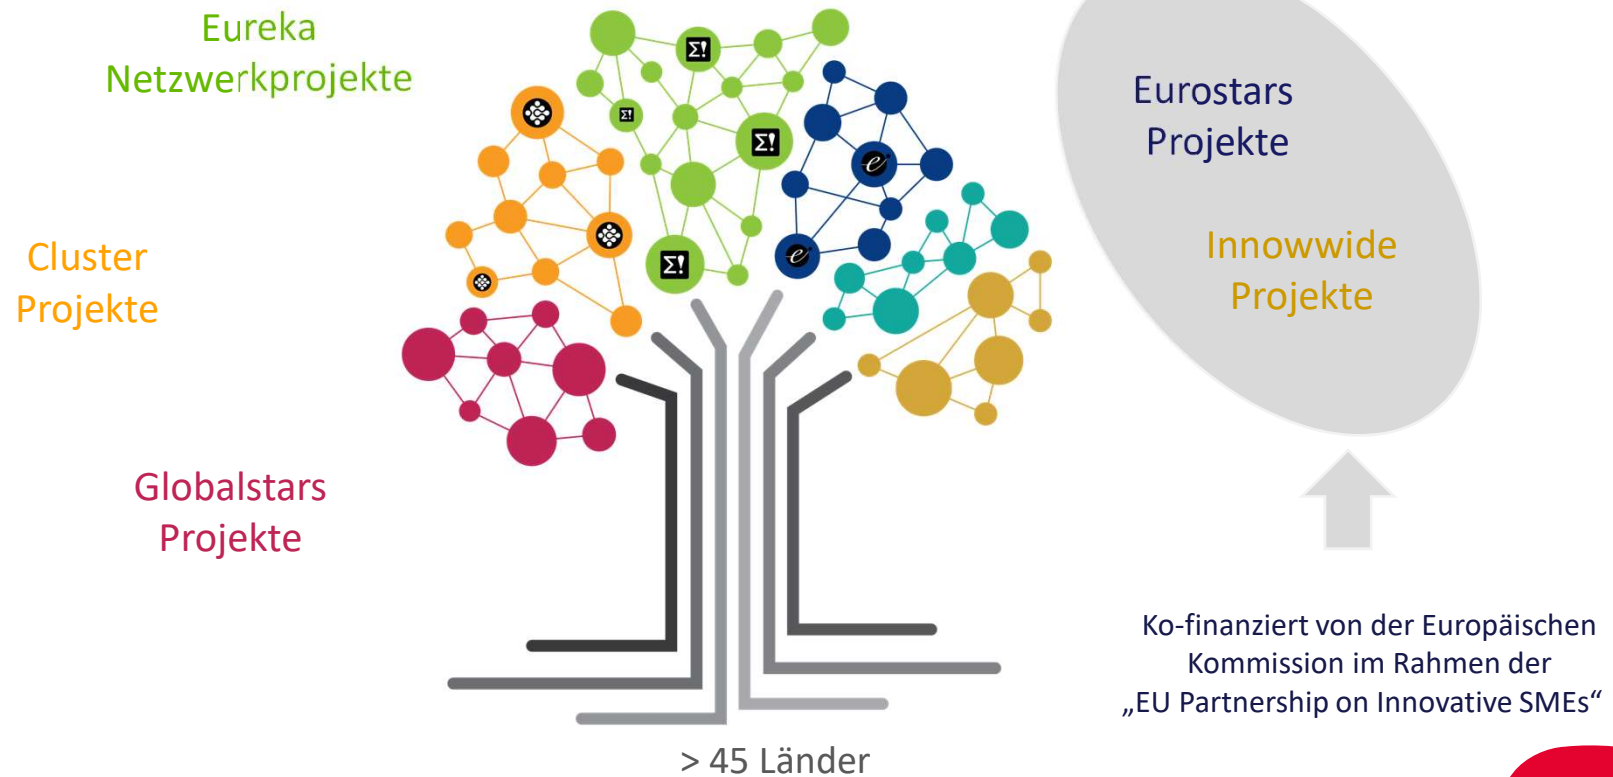 Eureka
Netzwerkprojekte
Cluster
Projekte
Globalstars
Projekte
Σ!
Σ!
Σ!
Σ!
e
e
> 45 Länder
Eurostars
Projekte
Innowwide
Projekte
Ko-finanziert von der Europäischen
Kommission im Rahmen der
„EU Partnership on Innovative SMEs“